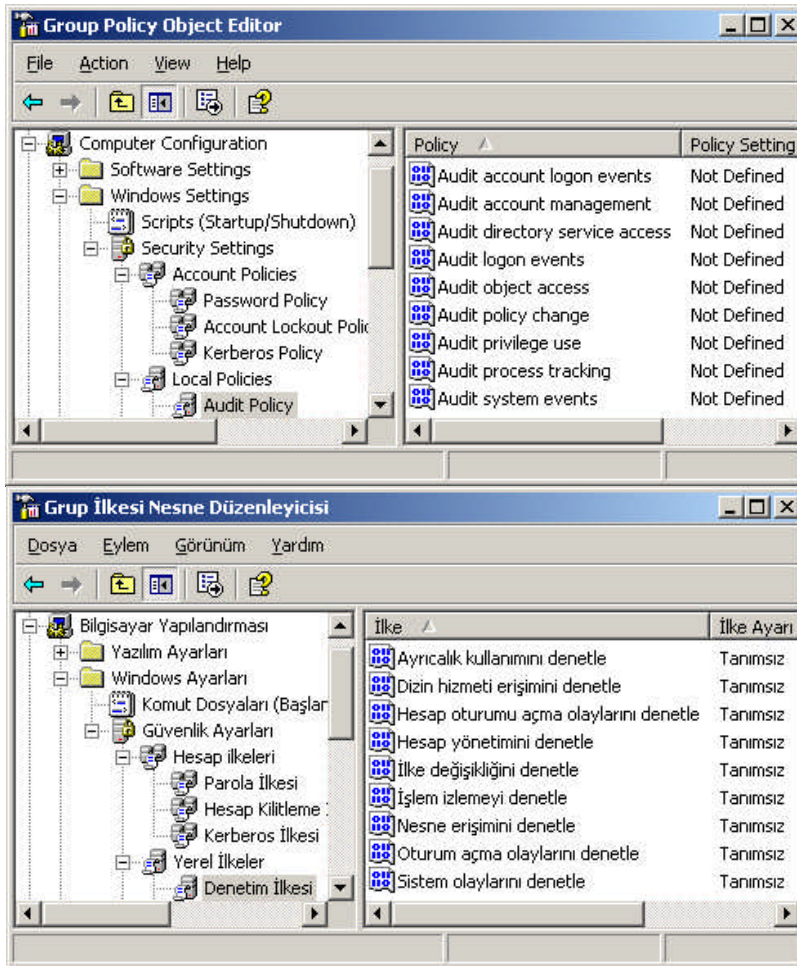 Group Policy Object Editor
File Action View Help
Computer Configuration
Software Settings
Windows Settings
Scripts (Startup/Shutdown)
Security Settings
Account Policies
Password Policy
Account Lockout Polic
Kerberos Policy
Local Policies
Audit Policy
Policy Policy Setting
Audit account logon events Not Defined
Audit account management Not Defined
Audit directory service access Not Defined
Audit logon events Not Defined
Audit object access Not Defined
Audit policy change Not Defined
Audit privilege use Not Defined
Audit process tracking Not Defined
Audit system events Not Defined
Grup İlkesi Nesne Düzenleyicisi
Dosya Eylem Görünüm Yardım
Bilgisayar Yapılandırması
Yazılım Ayarları
Windows Ayarları
Komut Dosyaları (Başlar
Güvenlik Ayarları
Hesap ilkeleri
Parola İlkesi
Hesap Kilitleme
Kerberos İlkesi
Yerel İlkeler
Denetim İlkesi
İlke İlke Ayarı
Ayrıcalık kullanımını denetle Tanımsız
Dizin hizmeti erişimini denetle Tanımsız
Hesap oturumu açma olaylarını denetle Tanımsız
Hesap yönetimini denetle Tanımsız
İlke değişikliğini denetle Tanımsız
İşlem izlemeyi denetle Tanımsız
Nesne erişimini denetle Tanımsız
Oturum açma olaylarını denetle Tanımsız
Sistem olaylarını denetle Tanımsız